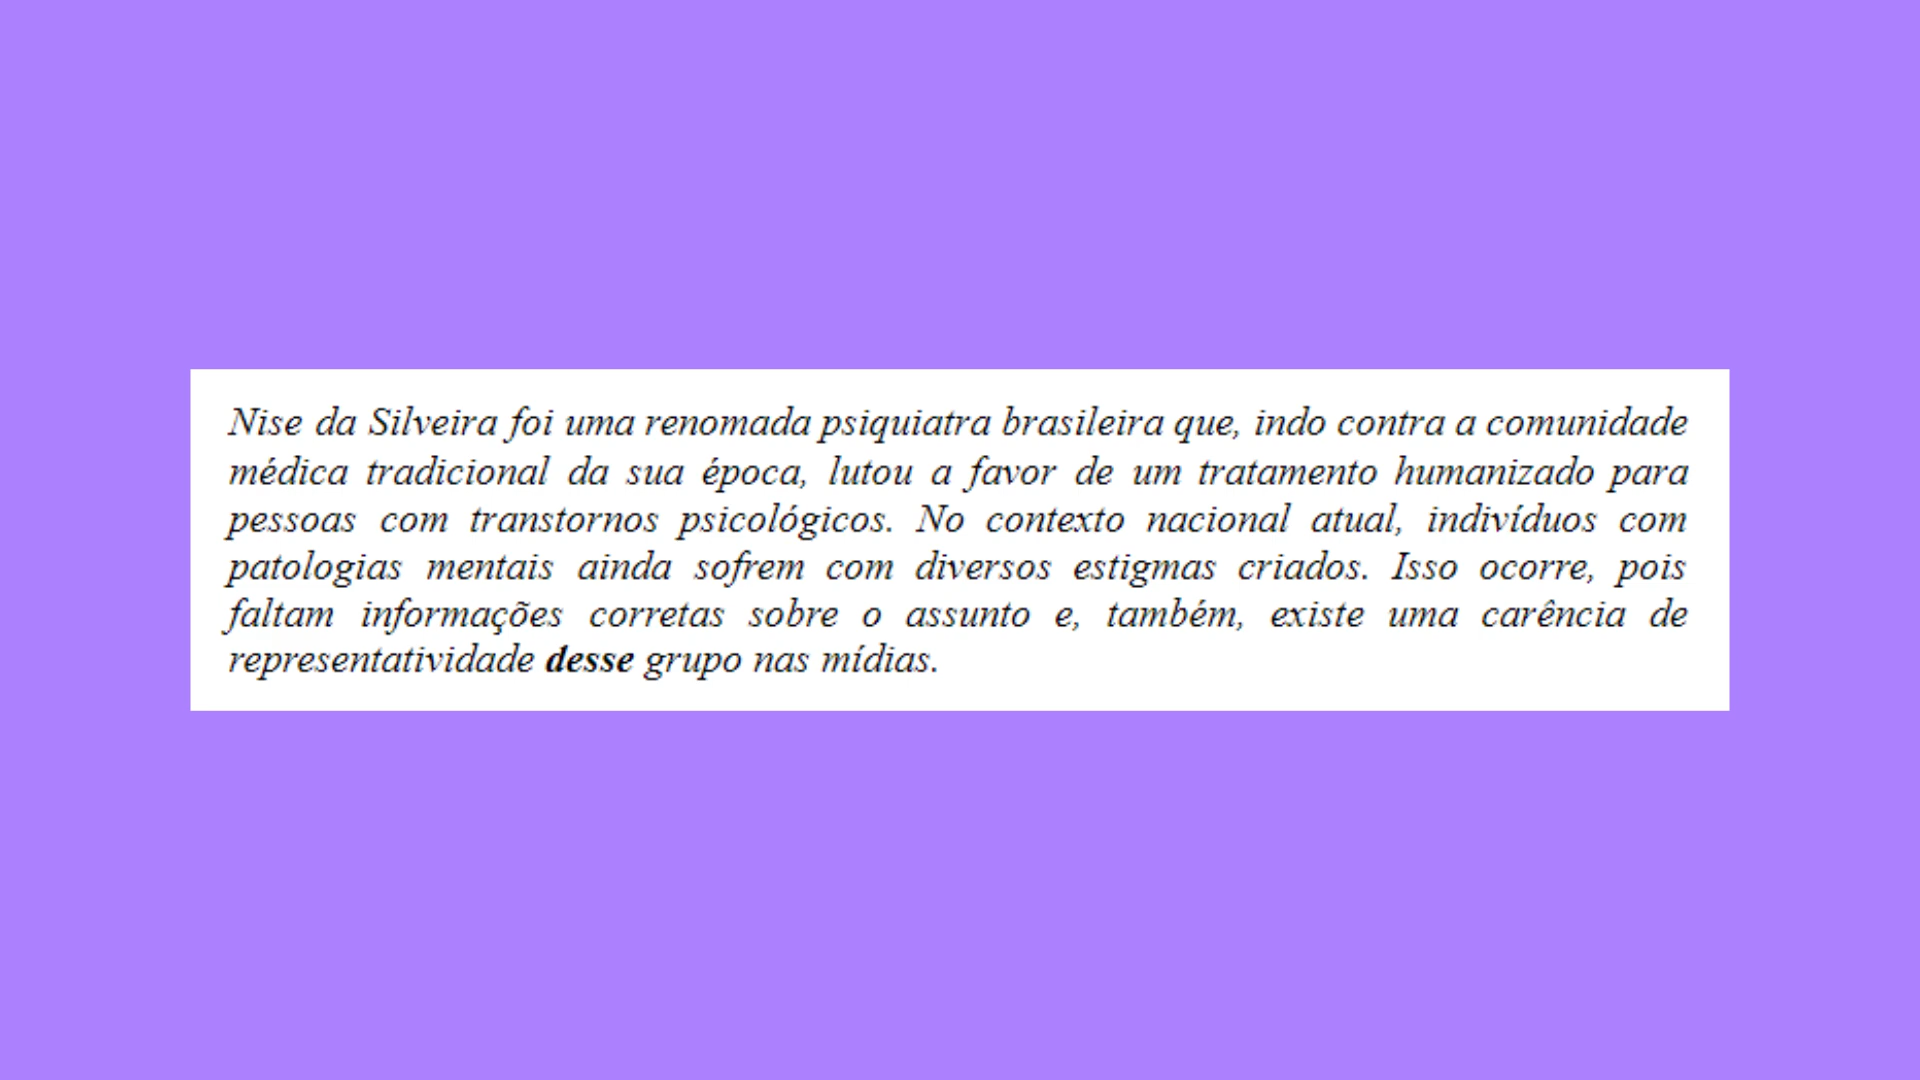 Nise da Silveira foi uma renomada psiquiatra brasileira que, indo contra a comunidade
médica tradicional da sua época, lutou a favor de um tratamento humanizado para
pessoas com transtornos psicológicos. No contexto nacional atual, indivíduos com
patologias mentais ainda sofrem com diversos estigmas criados. Isso ocorre, pois
faltam informações corretas sobre o assunto e, também, existe uma carência de
representatividade desse grupo nas mídias.